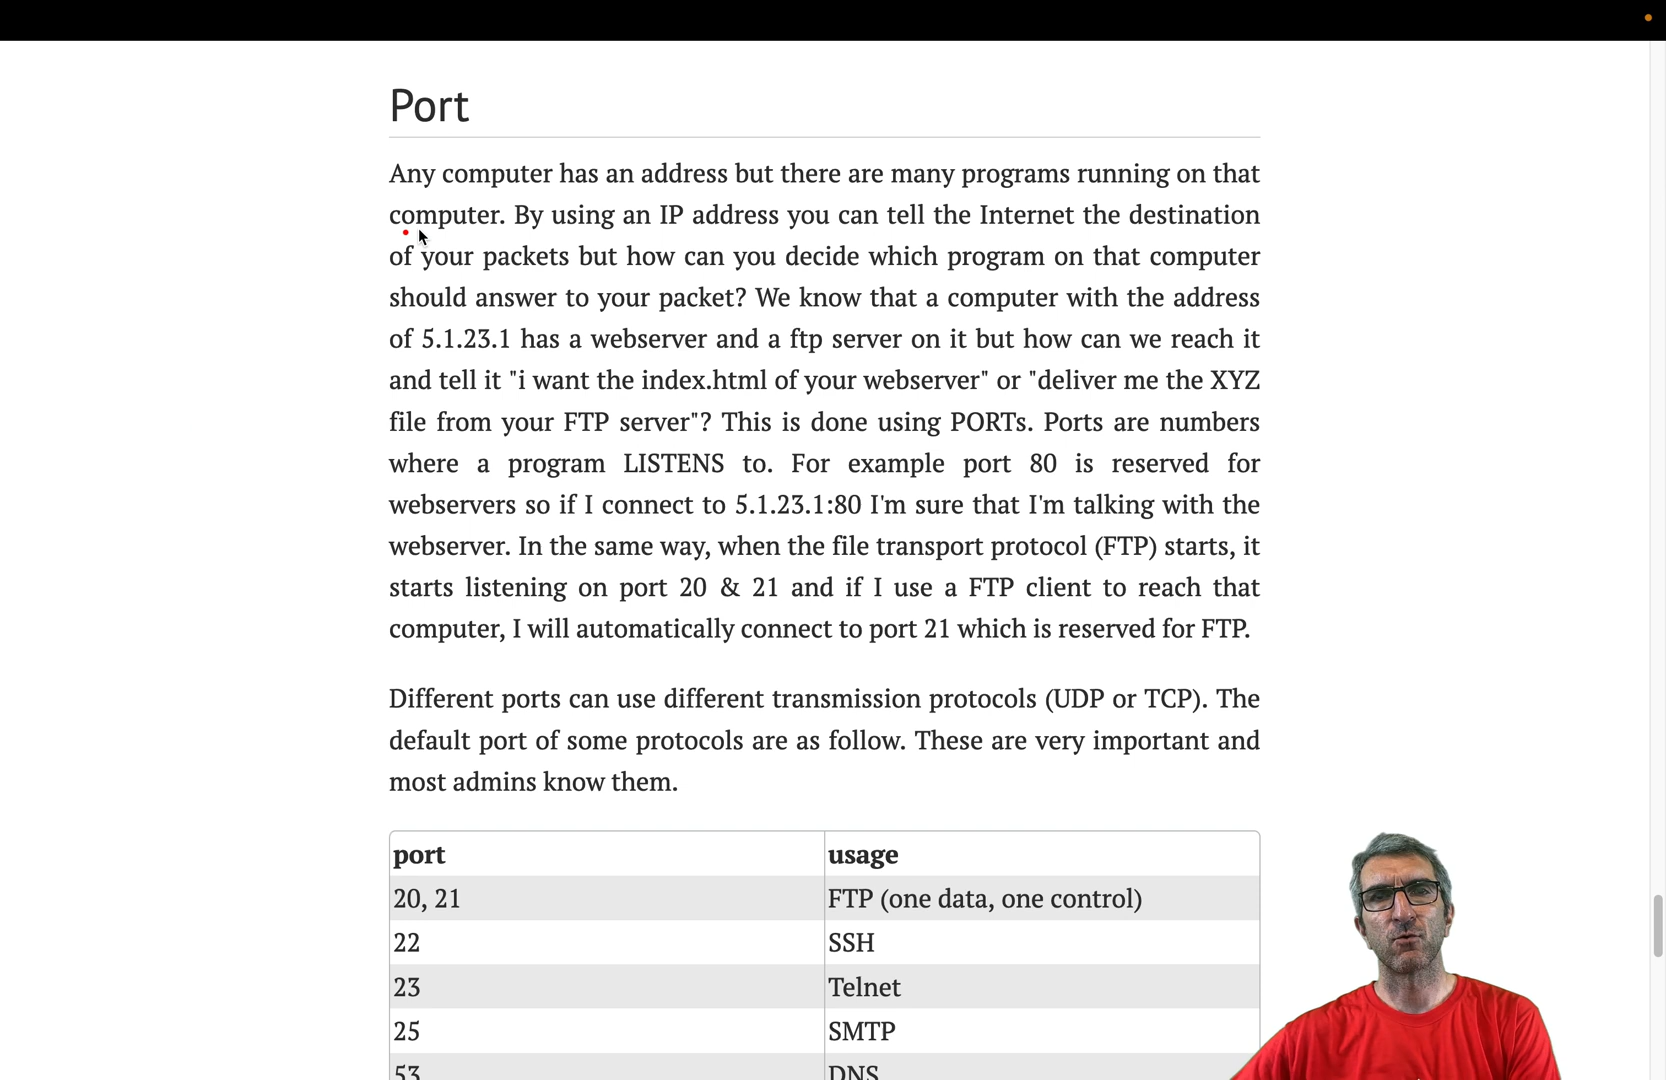 Port
Any computer has an address but there are many programs running on that
computer. By using an IP address you can tell the Internet the destination
of your packets but how can you decide which program on that computer
should answer to your packet? We know that a computer with the address
of 5.1.23.1 has a webserver and a ftp server on it but how can we reach it
and tell it "i want the index.html of your webserver" or "deliver me the XYZ
file from your FTP server"? This is done using PORTs. Ports are numbers
where a program LISTENS to. For example port 80 is reserved for
webservers so if I connect to 5.1.23.1:80 I'm sure that I'm talking with the
webserver. In the same way, when the file transport protocol (FTP) starts, it
starts listening on port 20 & 21 and if I use a FTP client to reach that
computer, I will automatically connect to port 21 which is reserved for FTP.
Different ports can use different transmission protocols (UDP or TCP). The
default port of some protocols are as follow. These are very important and
most admins know them.
port usage
20, 21 FTP (one data, one control)
22 SSH
23 Telnet
25 SMTP
53 DNS